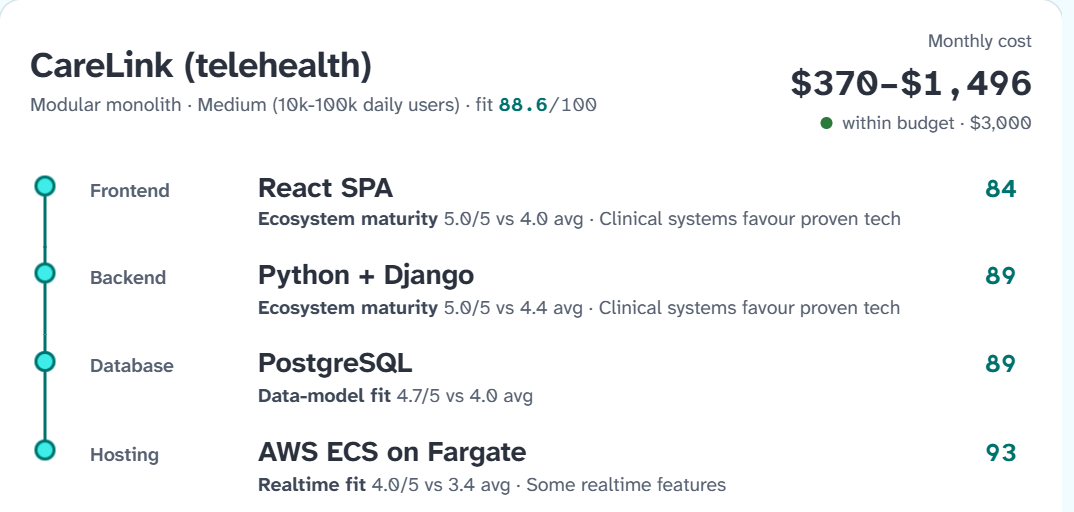 CareLink (telehealth)
Modular monolith · Medium (10k-100k daily users) · fit 88.6/100
Monthly cost
$370–$1,496
within budget · $3,000
Frontend
React SPA
84
Ecosystem maturity 5.0/5 vs 4.0 avg · Clinical systems favour proven tech
Backend
Python + Django
89
Ecosystem maturity 5.0/5 vs 4.4 avg · Clinical systems favour proven tech
Database
PostgreSQL
89
Data-model fit 4.7/5 vs 4.0 avg
Hosting
AWS ECS on Fargate
93
Realtime fit 4.0/5 vs 3.4 avg · Some realtime features